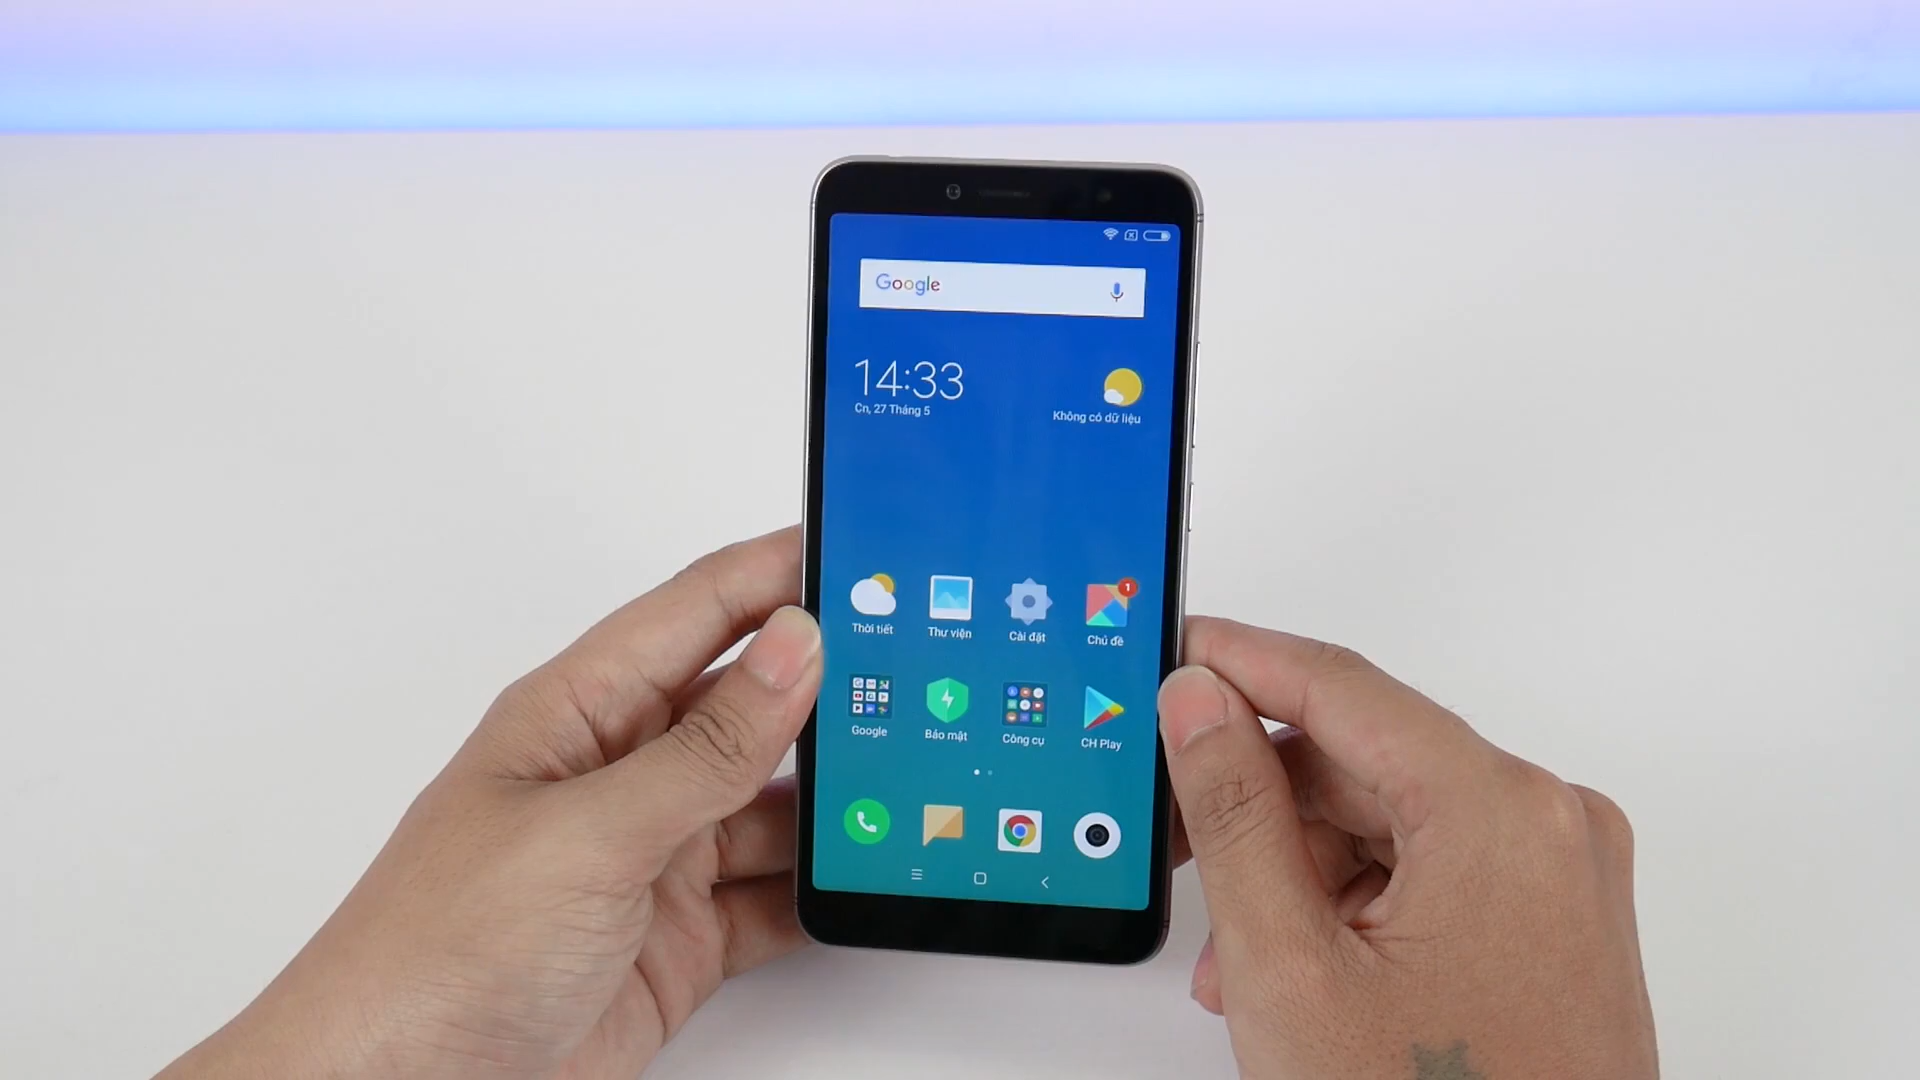 Google
14:33
Cn, 27 Tháng 5
Không có dữ liệu
1
Thời tiết
Thư viện
Cài đặt
Chủ đề
Google
Bảo mật
Công cụ
CH Play